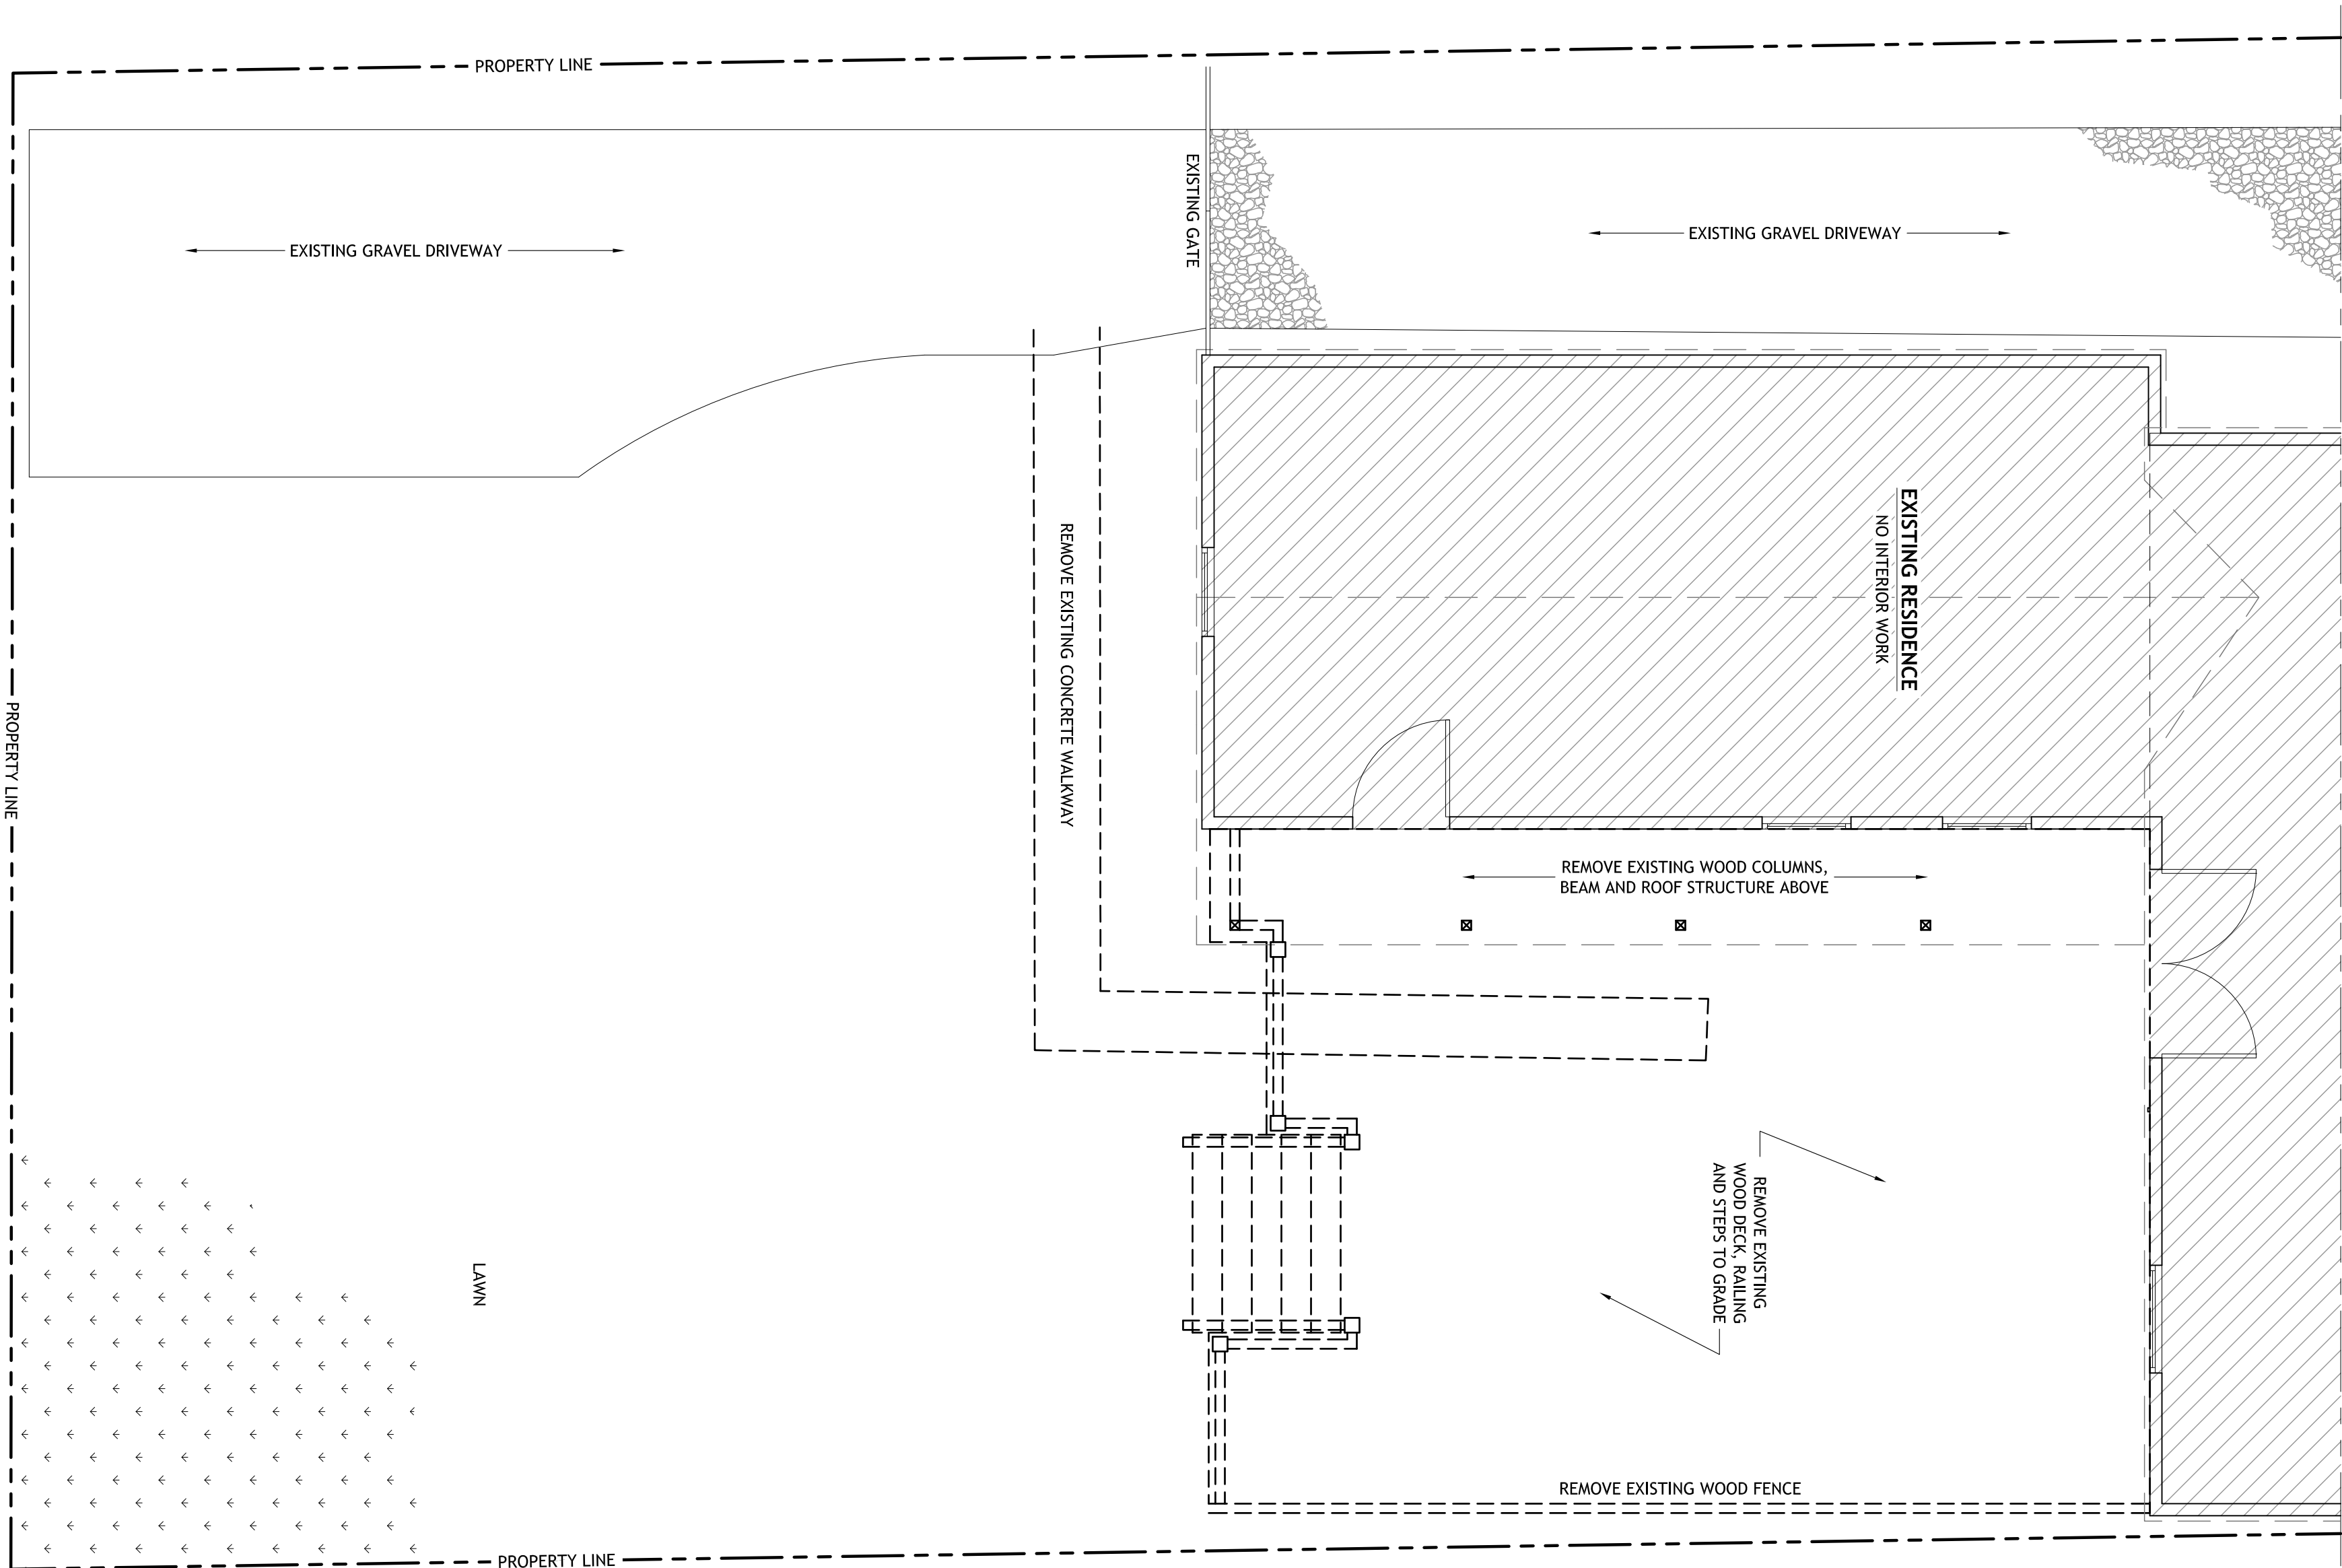 PROPERTY LINE
EXISTING GATE
EXISTING GRAVEL DRIVEWAY
EXISTING GRAVEL DRIVEWAY
EXISTING RESIDENCE
NO INTERIOR WORK
REMOVE EXISTING CONCRETE WALKWAY
PROPERTY LINE
REMOVE EXISTING WOOD COLUMNS,
BEAM AND ROOF STRUCTURE ABOVE
REMOVE EXISTING
WOOD DECK, RAILING
AND STEPS TO GRADE
LAWN
REMOVE EXISTING WOOD FENCE
PROPERTY LINE